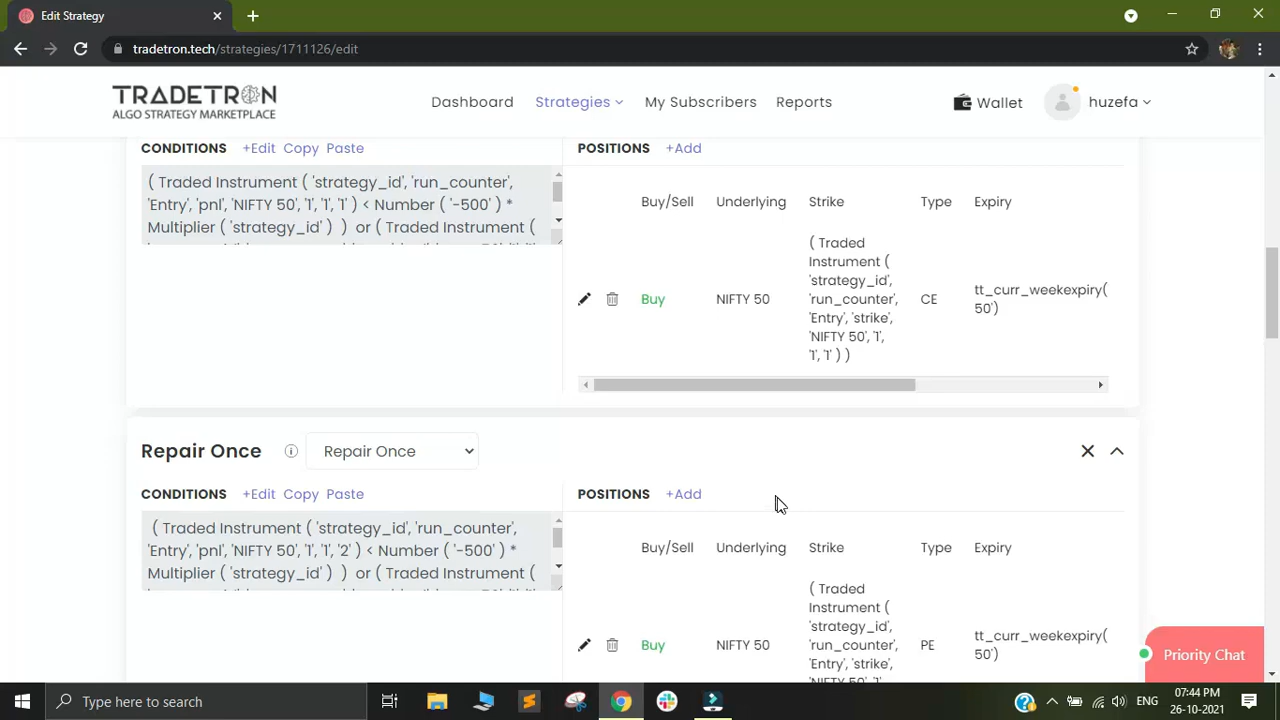 Edit Strategy
tradetron.tech/strategies/1711126/edit
TRADETRON
ALGO STRATEGY MARKETPLACE
Dashboard Strategies My Subscribers Reports Wallet huzefa
CONDITIONS +Edit Copy Paste
( Traded Instrument ( 'strategy_id', 'run_counter',
'Entry', 'pnl', 'NIFTY 50', '1', '1', '1' ) < Number ( '-500' ) *
Multiplier ( 'strategy_id' ) ) or ( Traded Instrument (
POSITIONS +Add
Buy/Sell Underlying Strike Type Expiry
Buy NIFTY 50
( Traded
Instrument (
'strategy_id',
'run_counter',
'Entry', 'strike',
'NIFTY 50', '1',
'1', '1' ) )
CE
tt_curr_weekexpiry(
50')
Repair Once Repair Once
CONDITIONS +Edit Copy Paste
( Traded Instrument ( 'strategy_id', 'run_counter',
'Entry', 'pnl', 'NIFTY 50', '1', '1', '2' ) < Number ( '-500' ) *
Multiplier ( 'strategy_id' ) ) or ( Traded Instrument (
POSITIONS +Add
Buy/Sell Underlying Strike Type Expiry
Buy NIFTY 50
( Traded
Instrument (
'strategy_id',
'run_counter',
'Entry', 'strike',
'NIFTY 50', '1',
PE
tt_curr_weekexpiry(
50')
Priority Chat
Type here to search
ENG
07:44 PM
26-10-2021